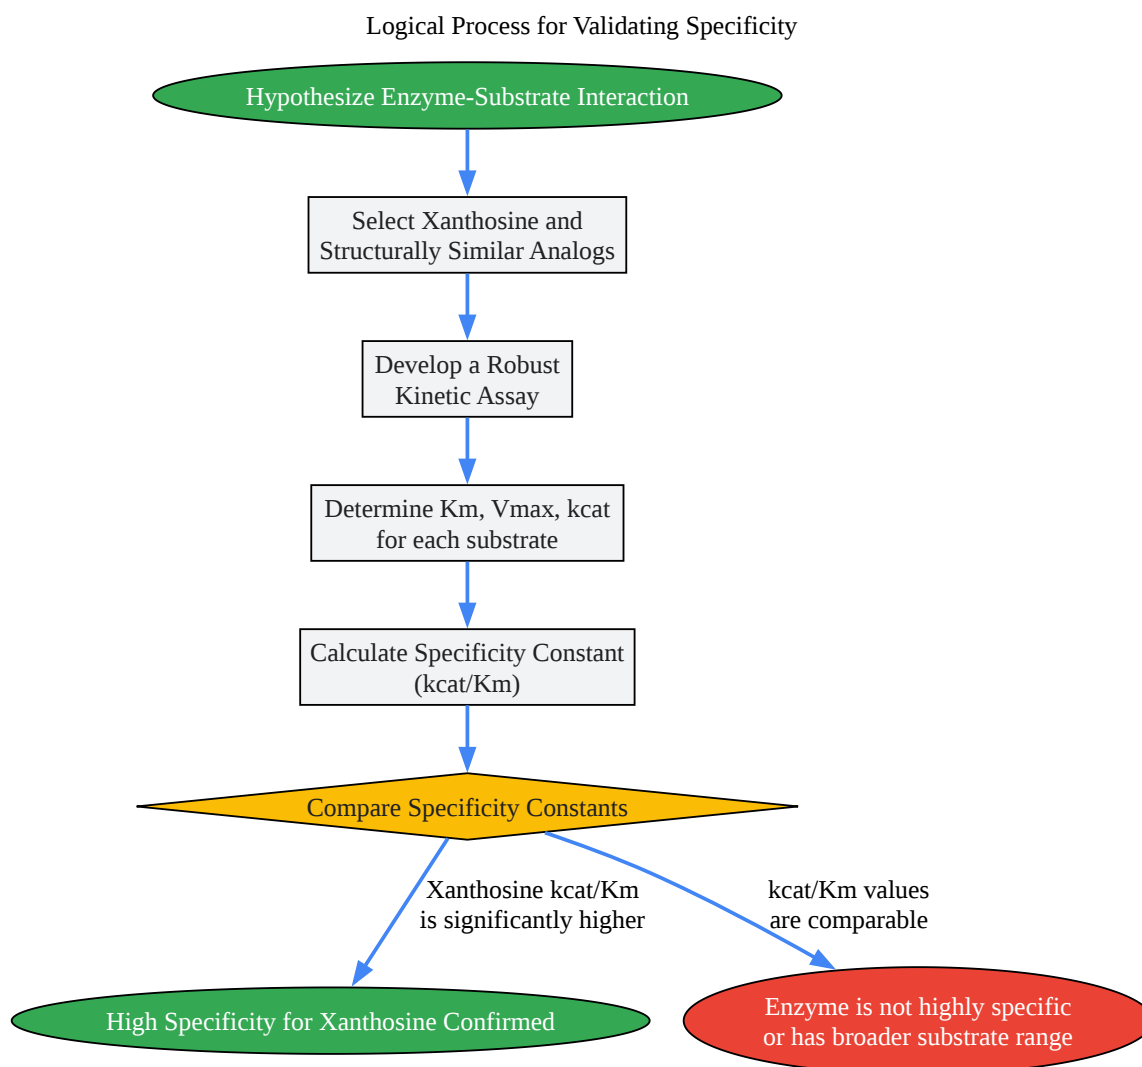 Logical Process for Validating Specificity
Hypothesize Enzyme-Substrate Interaction
Select Xanthosine and
Structurally Similar Analogs
Develop a Robust
Kinetic Assay
Determine Km, Vmax, kcat
for each substrate
Calculate Specificity Constant
(kcat/Km)
Compare Specificity Constants
Xanthosine kcat/Km
is significantly higher
kcat/Km values
are comparable
High Specificity for Xanthosine Confirmed
Enzyme is not highly specific
or has broader substrate range